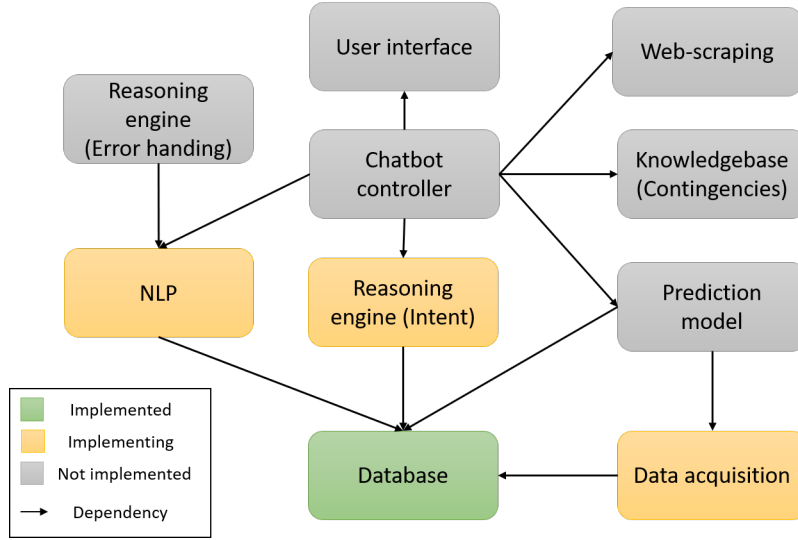 User interface
Web-scraping
Reasoning
engine
(Error handing)
Chatbot
controller
Knowledgebase
(Contingencies)
NLP
Reasoning
engine (Intent)
Prediction
model
Implemented
Implementing
Not implemented
Dependency
Database
Data acquisition